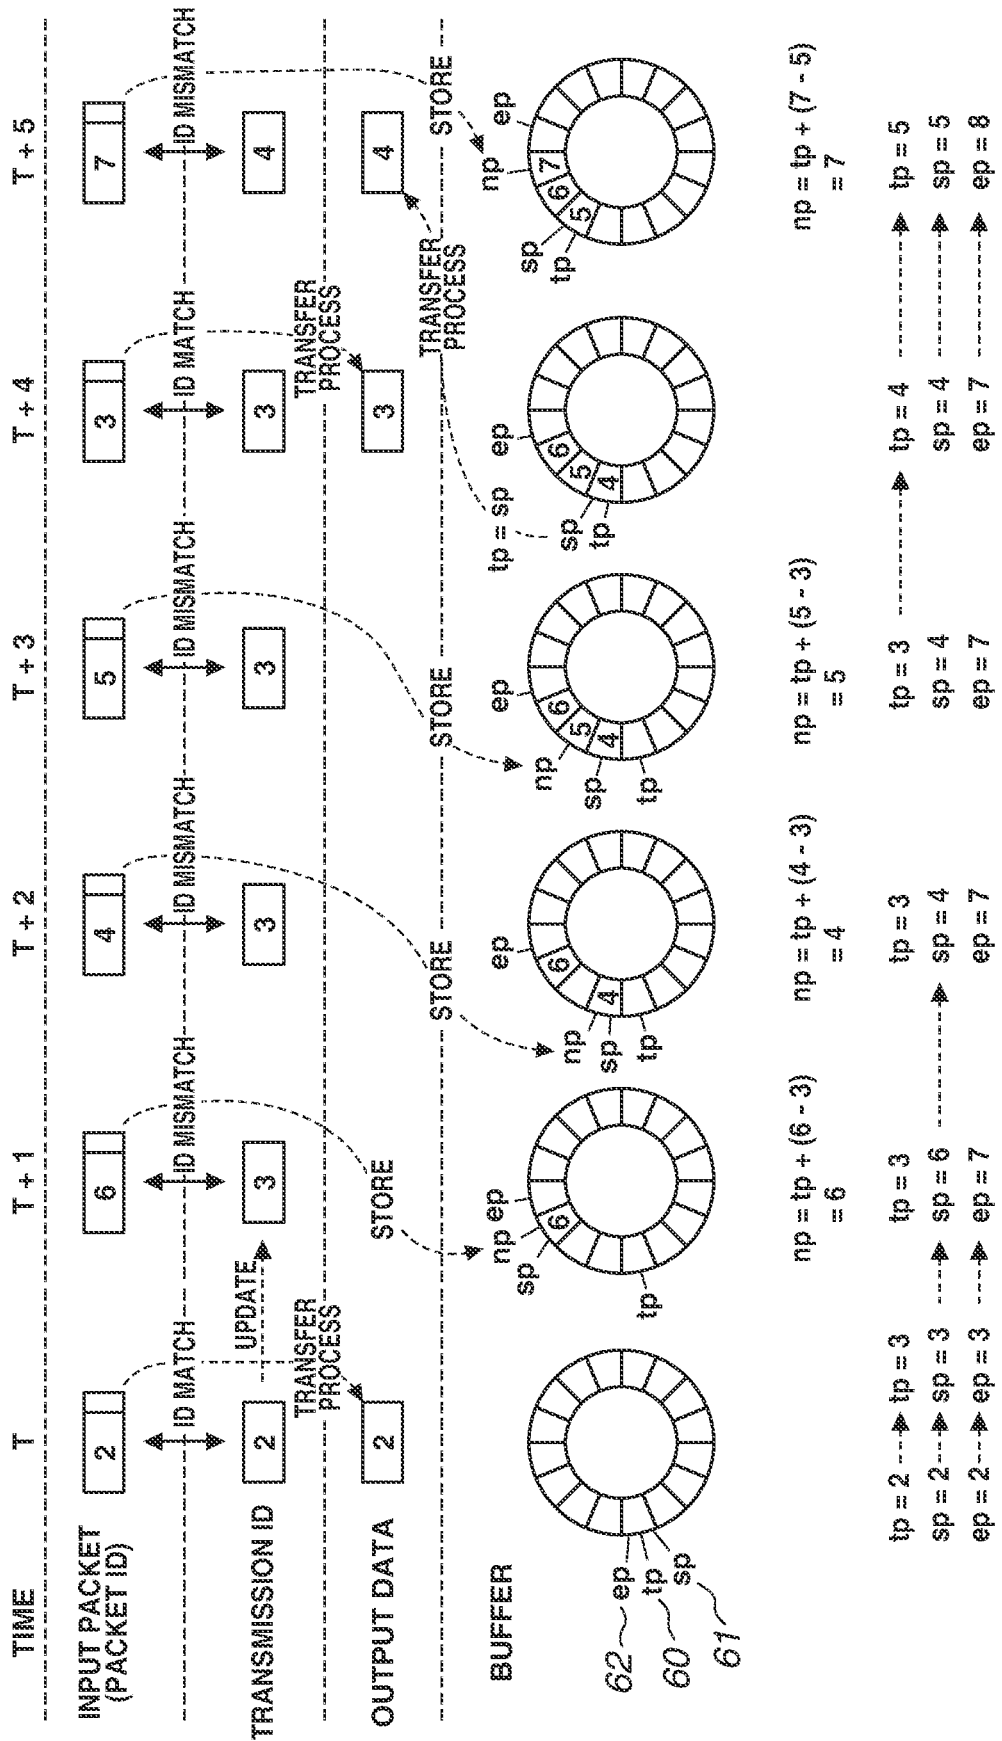 TIME T T + 1 T + 2 T + 3 T + 4 T + 5
INPUT PACKET
(PACKET ID)
2 6 4 5 3 7
ID MATCH ID MISMATCH ID MISMATCH ID MISMATCH ID MATCH ID MISMATCH
TRANSMISSION ID 2 3 3 3 3 4
UPDATE
TRANSFER
PROCESS
TRANSFER
PROCESS
OUTPUT DATA 2 3 4
STORE
STORE
STORE
TRANSFER
PROCESS
STORE
BUFFER
62 ep
60 tp
61 sp
sp np ep
6
tp
np
sp
tp
ep
4 6
np
sp
tp
ep
4 5 6
tp = sp
sp
tp
ep
4 5 6
sp
tp
np
ep
5 6 7
np = tp + (6 - 3)
= 6
np = tp + (4 - 3)
= 4
np = tp + (5 - 3)
= 5
np = tp + (7 - 5)
= 7
tp = 2 tp = 3 tp = 3 tp = 3 tp = 3 tp = 4 tp = 5
sp = 2 sp = 3 sp = 6 sp = 4 sp = 4 sp = 4 sp = 5
ep = 2 ep = 3 ep = 7 ep = 7 ep = 7 ep = 7 ep = 8